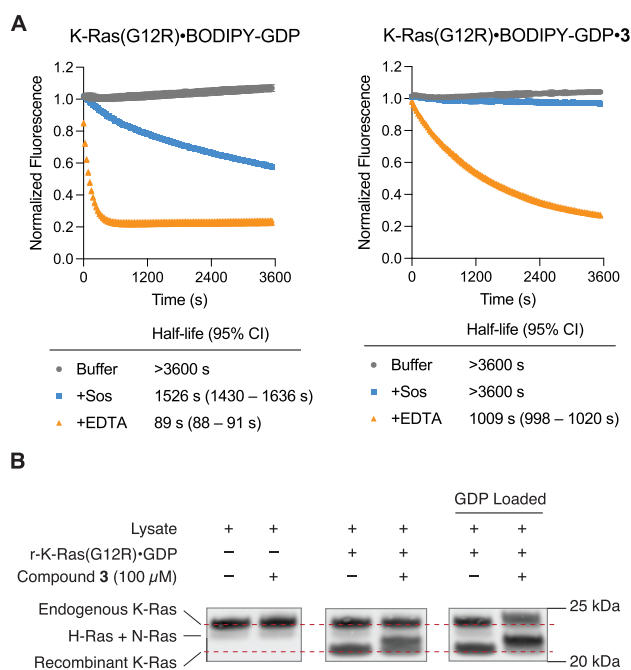 A
K-Ras(G12R)•BODIPY-GDP
K-Ras(G12R)•BODIPY-GDP•3
Normalized Fluorescence
1.2
1.0
0.8
0.6
0.4
0.2
0.0
0
1200
2400
3600
Time (s)
Normalized Fluorescence
1.2
1.0
0.8
0.6
0.4
0.2
0.0
0
1200
2400
3600
Time (s)
Half-life (95% CI)
Buffer >3600 s
+Sos 1526 s (1430 – 1636 s)
+EDTA 89 s (88 – 91 s)
Half-life (95% CI)
Buffer >3600 s
+Sos >3600 s
+EDTA 1009 s (998 – 1020 s)
B
GDP Loaded
Lysate + + + + + +
r-K-Ras(G12R)•GDP – – + + + +
Compound 3 (100 µM) – + – + – +
Endogenous K-Ras
H-Ras + N-Ras
Recombinant K-Ras
25 kDa
20 kDa